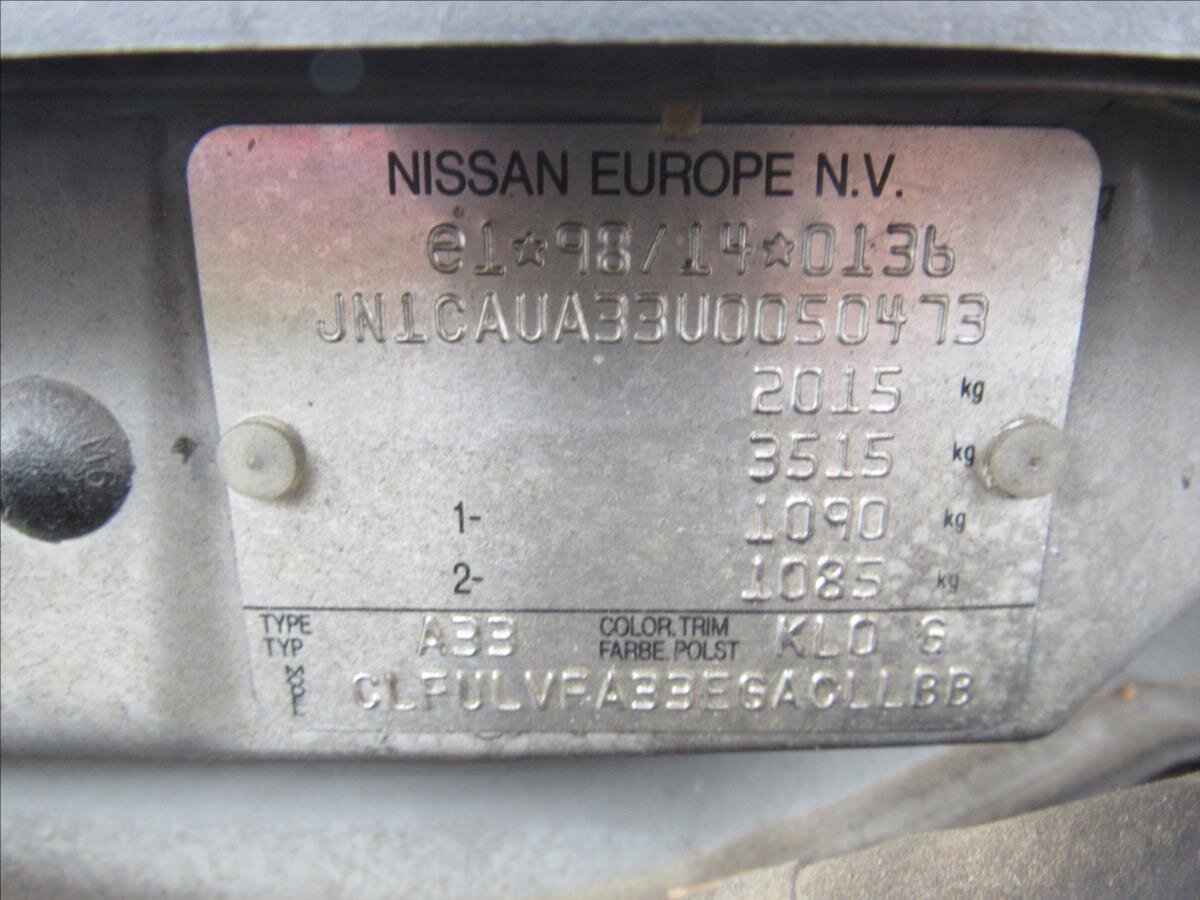 NISSAN EUROPE N.V.
e1*98/14*0136
JN1CAUA33U0050473
2015 kg
3515 kg
1- 1090 kg
2- 1085 kg
TYPE TYP A33 COLOR.TRIM FARBE.POLST KL0 G
CLFULVFA33EGACLLBB